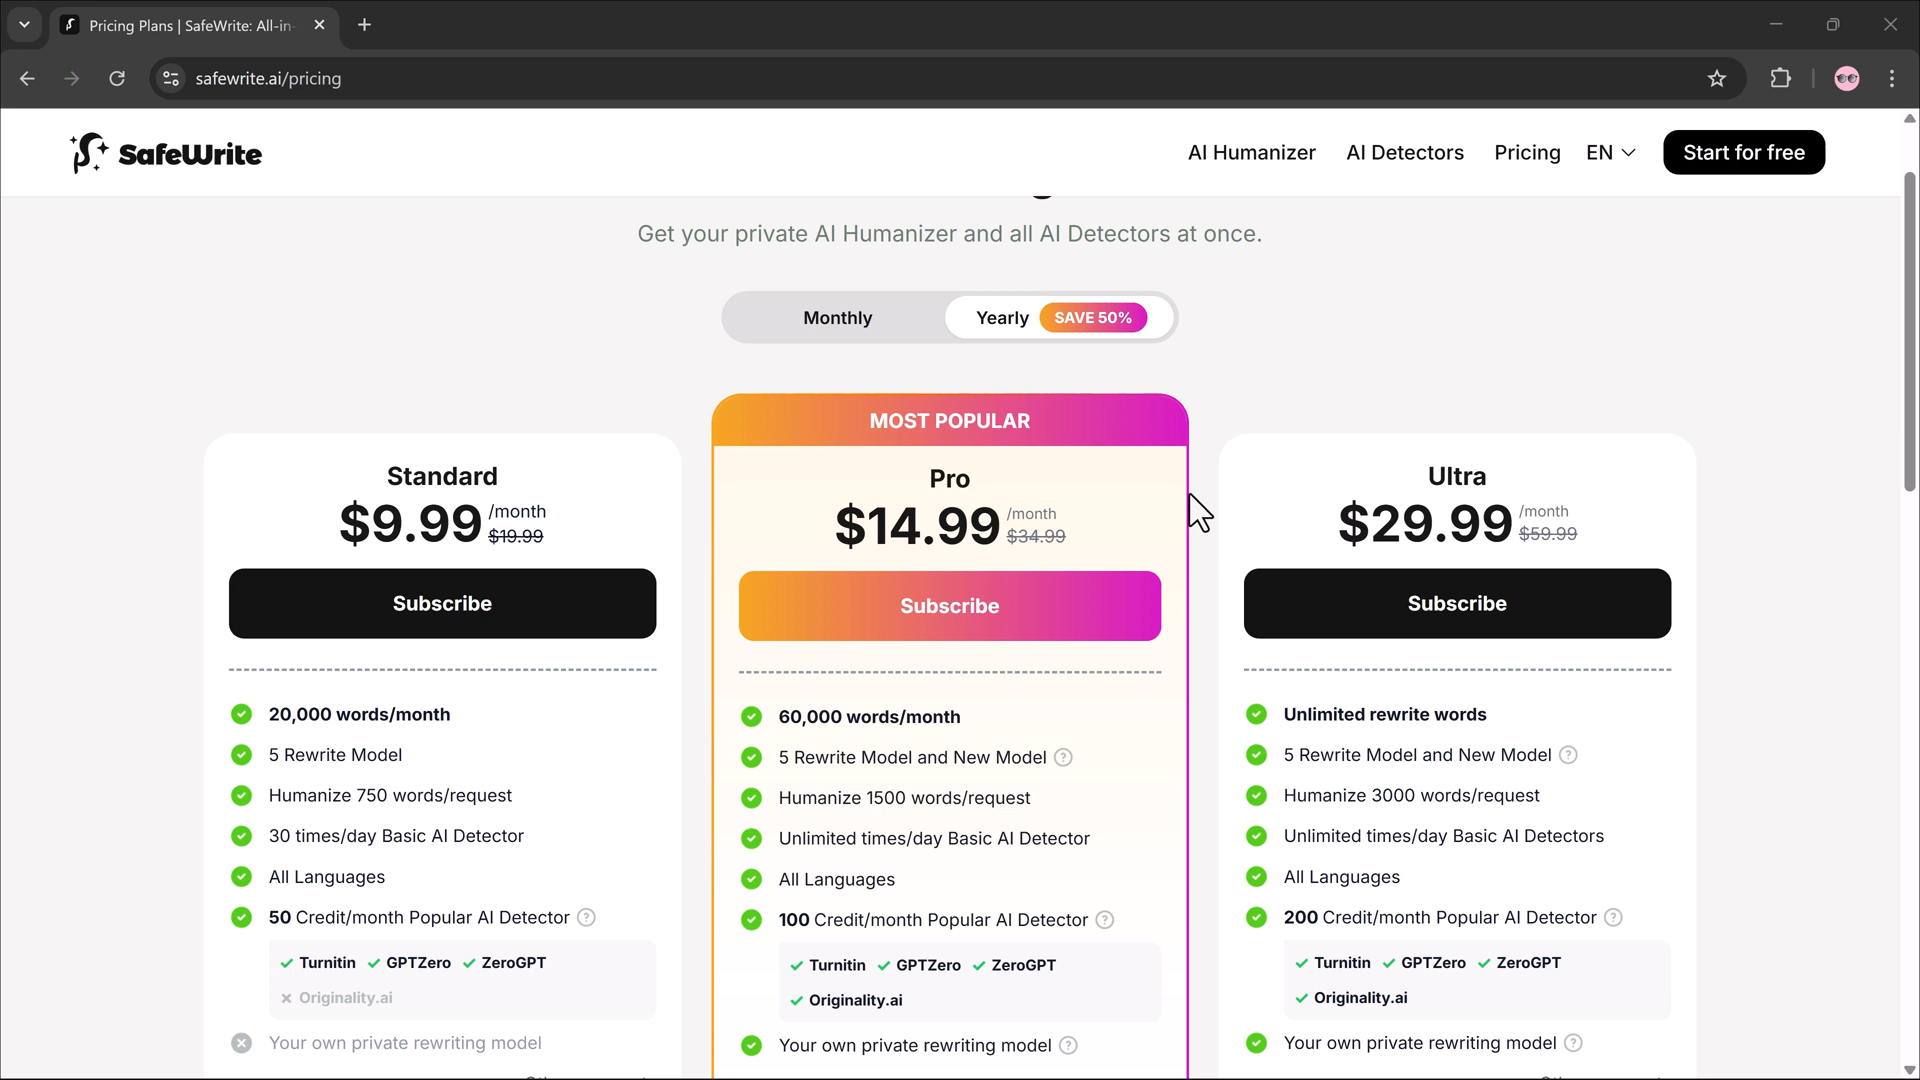 Pricing Plans | SafeWrite: All-in-
safewrite.ai/pricing
SafeWrite
AI Humanizer
AI Detectors
Pricing
EN
Start for free
Get your private AI Humanizer and all AI Detectors at once.
Monthly
Yearly SAVE 50%
Standard
$9.99 /month
$19.99
Subscribe
20,000 words/month
5 Rewrite Model
Humanize 750 words/request
30 times/day Basic AI Detector
All Languages
50 Credit/month Popular AI Detector ?
Turnitin GPTZero ZeroGPT
Originality.ai
Your own private rewriting model
MOST POPULAR
Pro
$14.99 /month
$34.99
Subscribe
60,000 words/month
5 Rewrite Model and New Model ?
Humanize 1500 words/request
Unlimited times/day Basic AI Detector
All Languages
100 Credit/month Popular AI Detector ?
Turnitin GPTZero ZeroGPT
Originality.ai
Your own private rewriting model ?
Ultra
$29.99 /month
$59.99
Subscribe
Unlimited rewrite words
5 Rewrite Model and New Model ?
Humanize 3000 words/request
Unlimited times/day Basic AI Detectors
All Languages
200 Credit/month Popular AI Detector ?
Turnitin GPTZero ZeroGPT
Originality.ai
Your own private rewriting model ?